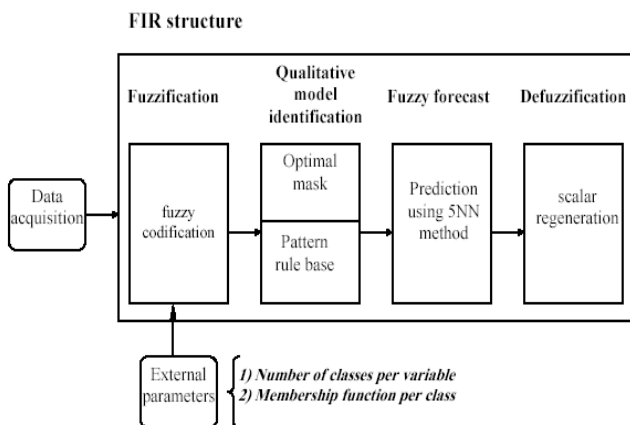 FIR structure
Fuzzification
Qualitative
model
identification
Fuzzy forecast
Defuzzification
Data
acquisition
fuzzy
codification
Optimal
mask
Pattern
rule base
Prediction
using 5NN
method
scalar
regeneration
External
parameters
1) Number of classes per variable
2) Membership function per class